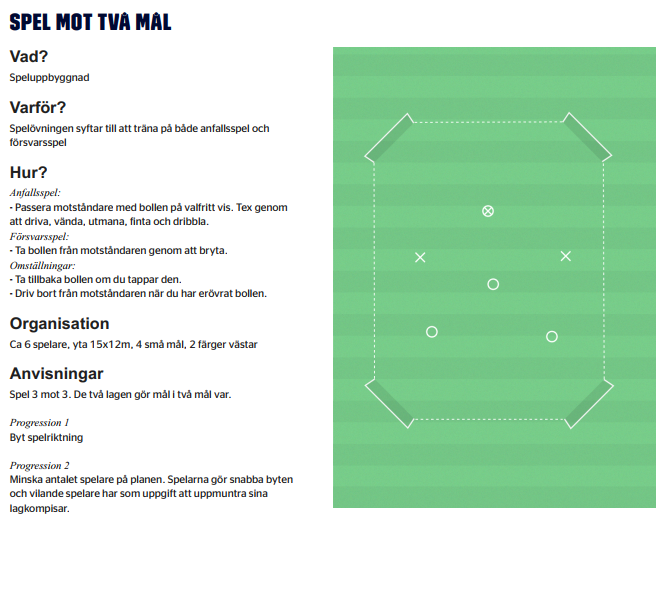 SPEL MOT TVÅ MÅL
Vad?
Speluppbyggnad
Varför?
Spelövningen syftar till att träna på både anfallsspel och
försvarsspel
Hur?
Anfallsspel:
- Passera motståndare med bollen på valfritt vis. Tex genom
att driva, vända, utmana, finta och dribbla.
Försvarsspel:
- Ta bollen från motståndaren genom att bryta.
Omställningar:
- Ta tillbaka bollen om du tappar den.
- Driv bort från motståndaren när du har erövrat bollen.
Organisation
Ca 6 spelare, yta 15x12m, 4 små mål, 2 färger västar
Anvisningar
Spel 3 mot 3. De två lagen gör mål i två mål var.
Progression 1
Byt spelriktning
Progression 2
Minska antalet spelare på planen. Spelarna gör snabba byten
och vilande spelare har som uppgift att uppmuntra sina
lagkompisar.